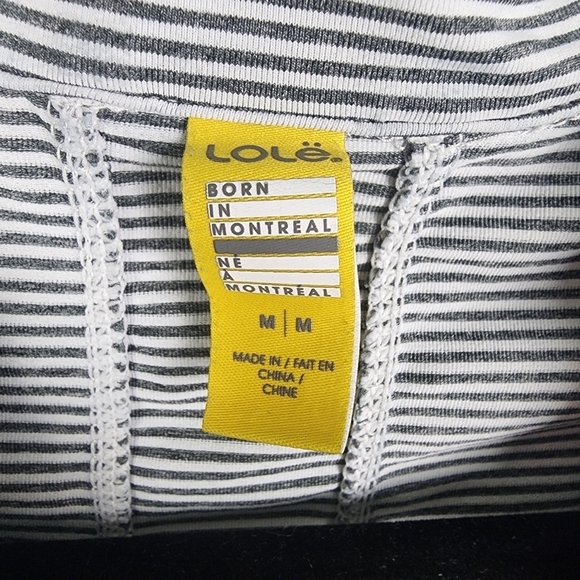 LOLË.
BORN
IN
MONTREAL
NÉ
À
MONTRÉAL
M | M
MADE IN / FAIT EN
CHINA /
CHINE